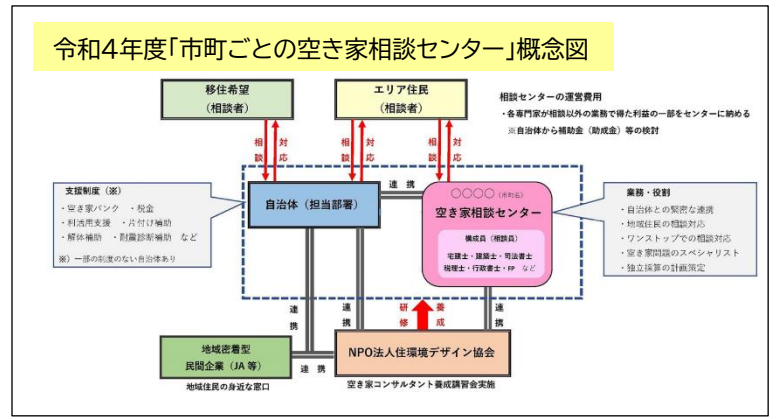 令和4年度「市町ごとの空き家相談センター」概念図
移住希望
（相談者）
エリア住民
（相談者）
相談センターの運営費用
・各専門家が相談以外の業務で得た利益の一部をセンターに納める
※自治体から補助金（助成金）等の検討
相談
対応
相談
対応
相談
対応
支援制度（※）
・空き家バンク　・税金
・利活用支援　・片付け補助
・解体補助　・耐震診断補助　など
※）一部の制度のない自治体あり
自治体（担当部署）
連携
〇〇〇〇（市町名）
空き家相談センター
構成員（相談員）
宅建士・建築士・司法書士
税理士・行政書士・FP　など
業務・役割
・自治体との緊密な連携
・地域住民の相談対応
・ワンストップでの相談対応
・空き家問題のスペシャリスト
・独立採算の計画策定
連携
連携
研修
養成
連携
地域密着型
民間企業（JA 等）
連携
NPO法人住環境デザイン協会
地域住民の身近な窓口
空き家コンサルタント養成講習会実施